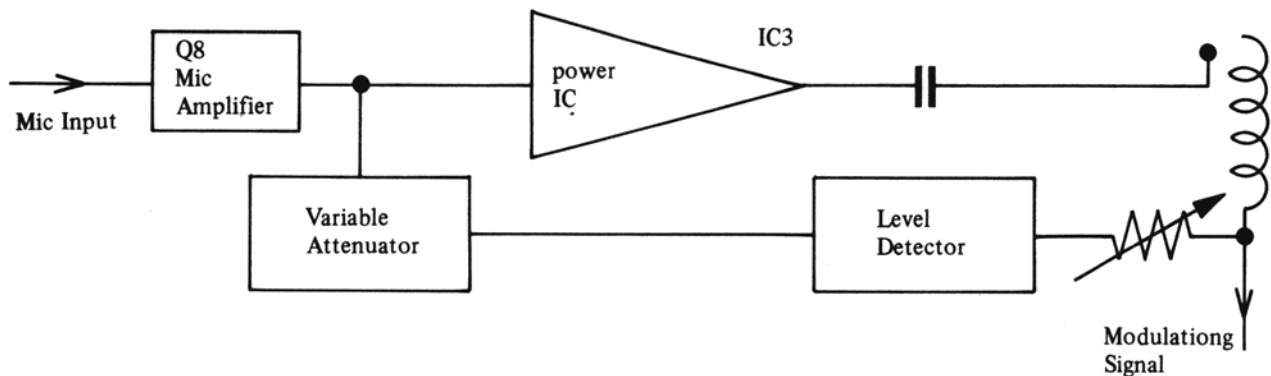 Q8
Mic
Amplifier
Mic Input
power
IC
IC3
Variable
Attenuator
Level
Detector
Modulationg
Signal